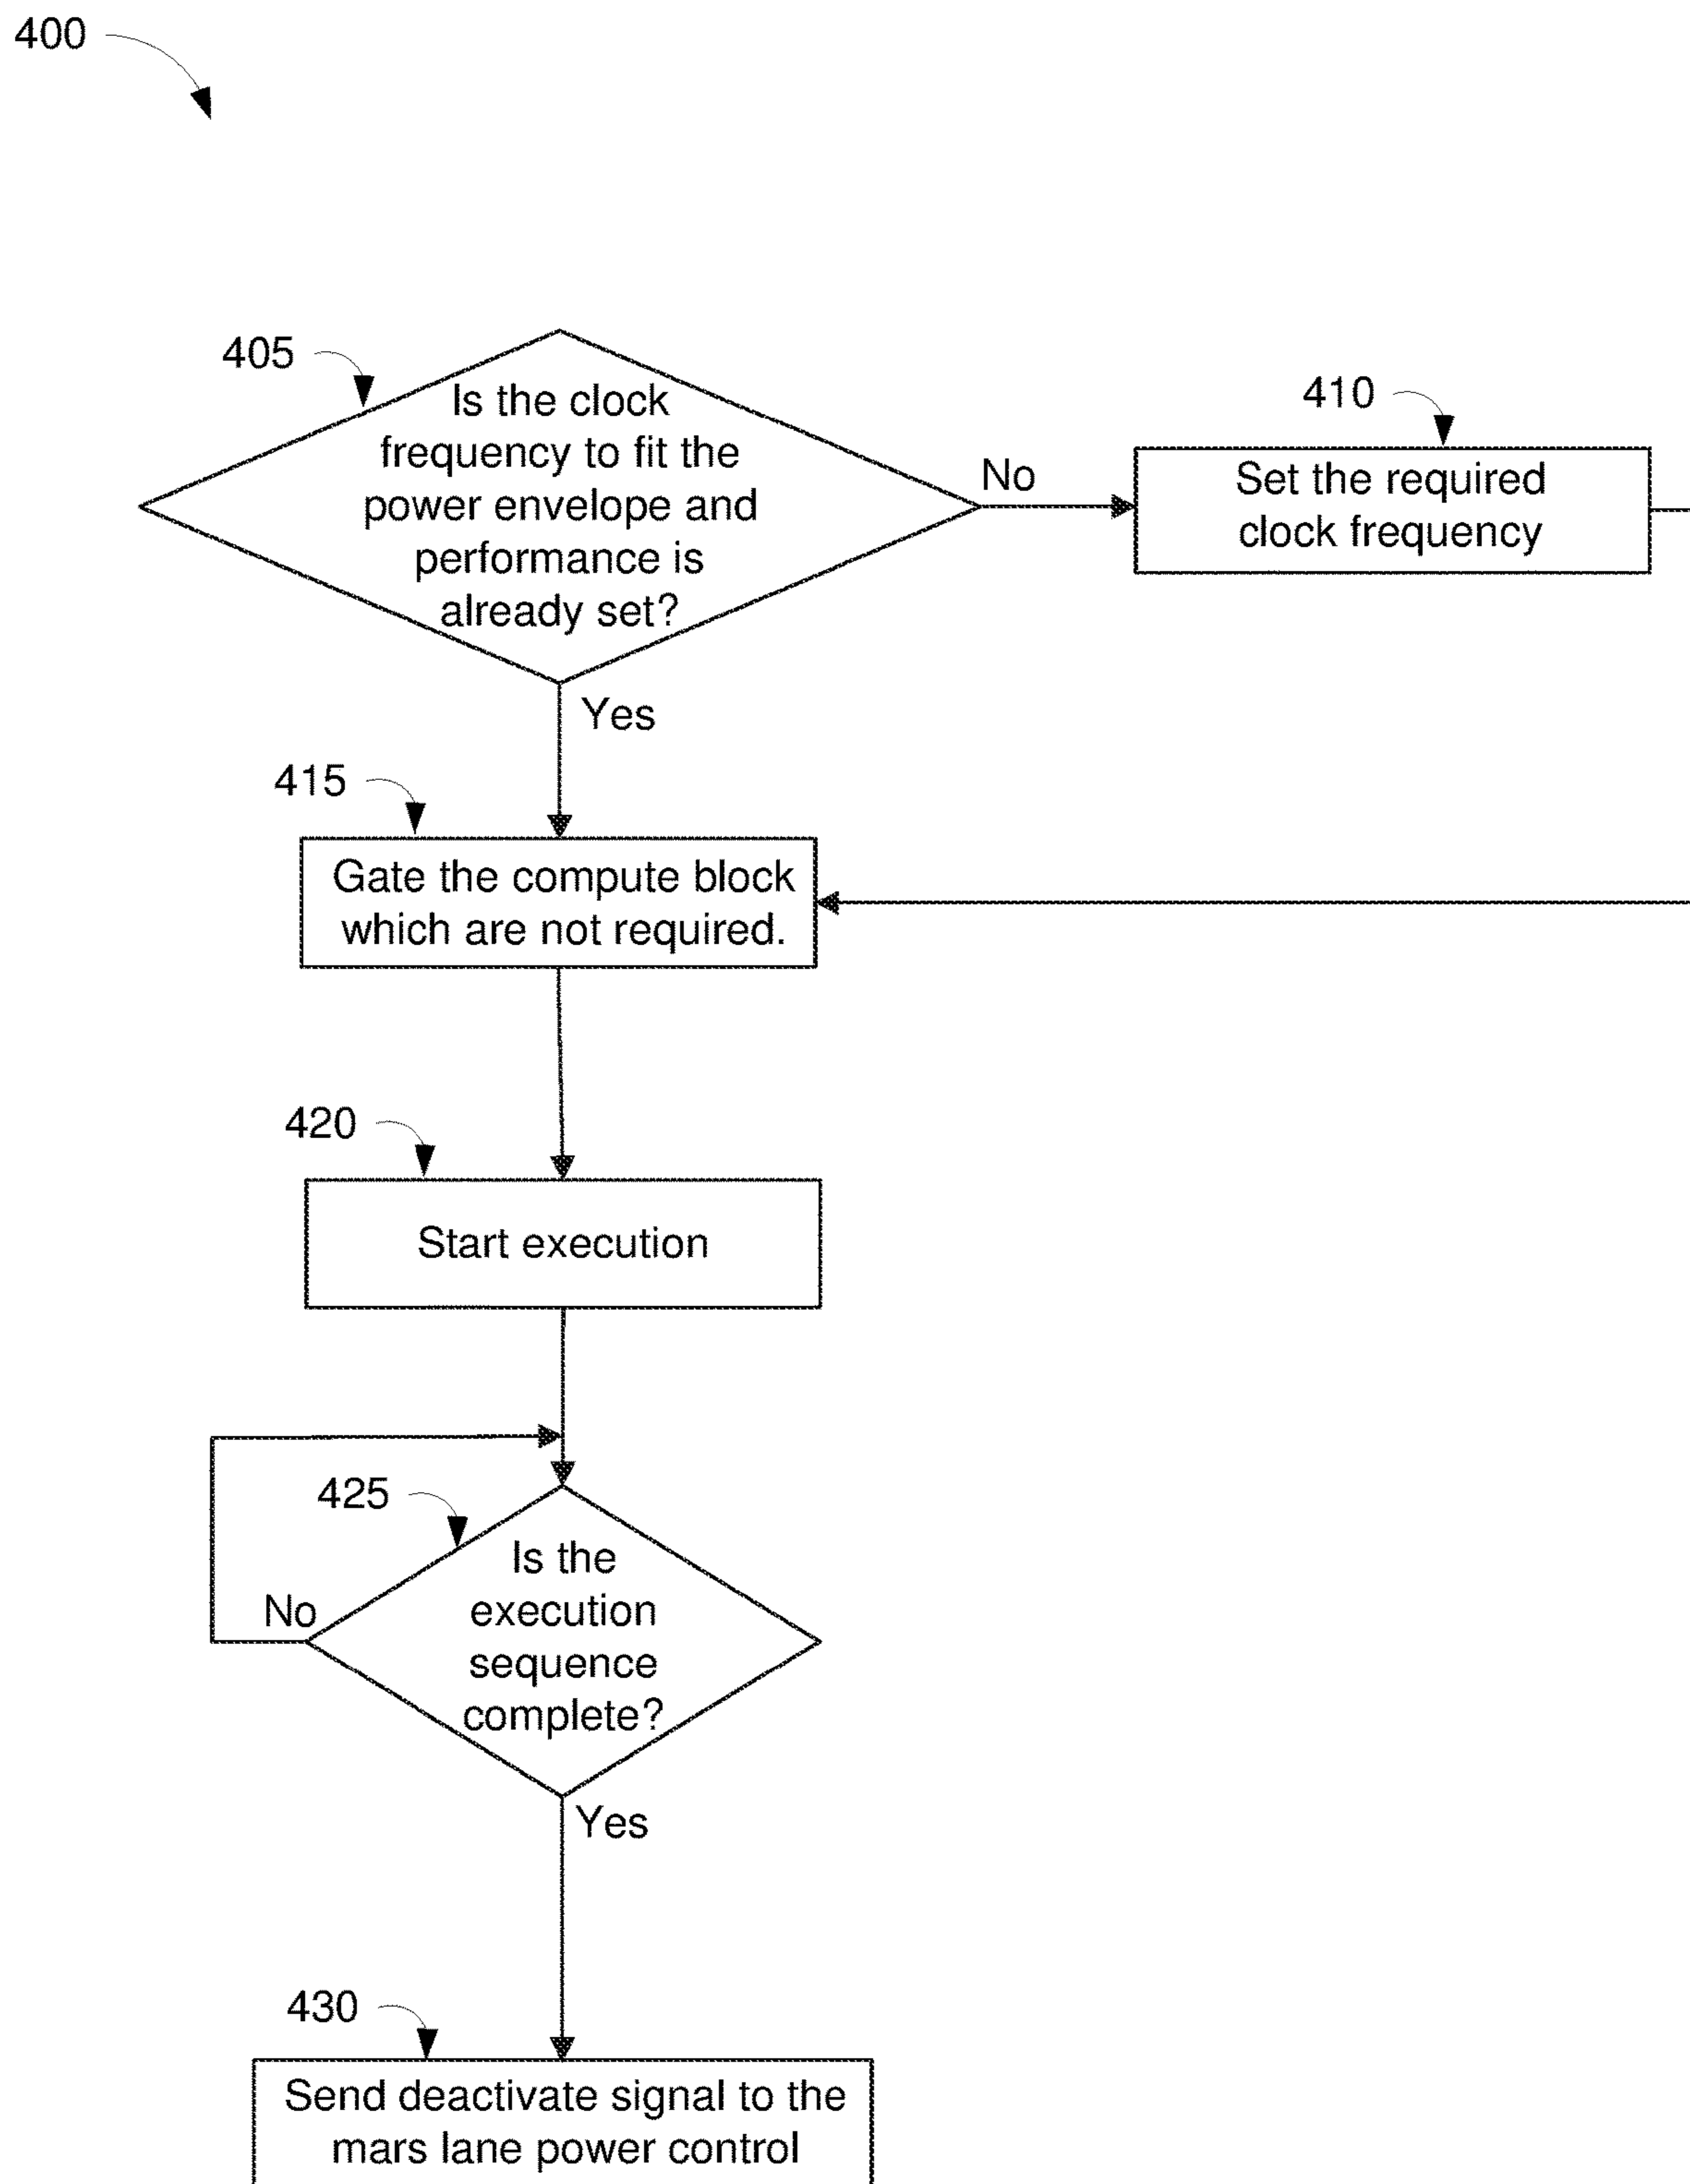 400
405
Is the clock
frequency to fit the
power envelope and
performance is
already set?
No
410
Set the required
clock frequency
Yes
415
Gate the compute block
which are not required.
420
Start execution
425
Is the
execution
sequence
complete?
No
Yes
430
Send deactivate signal to the
mars lane power control